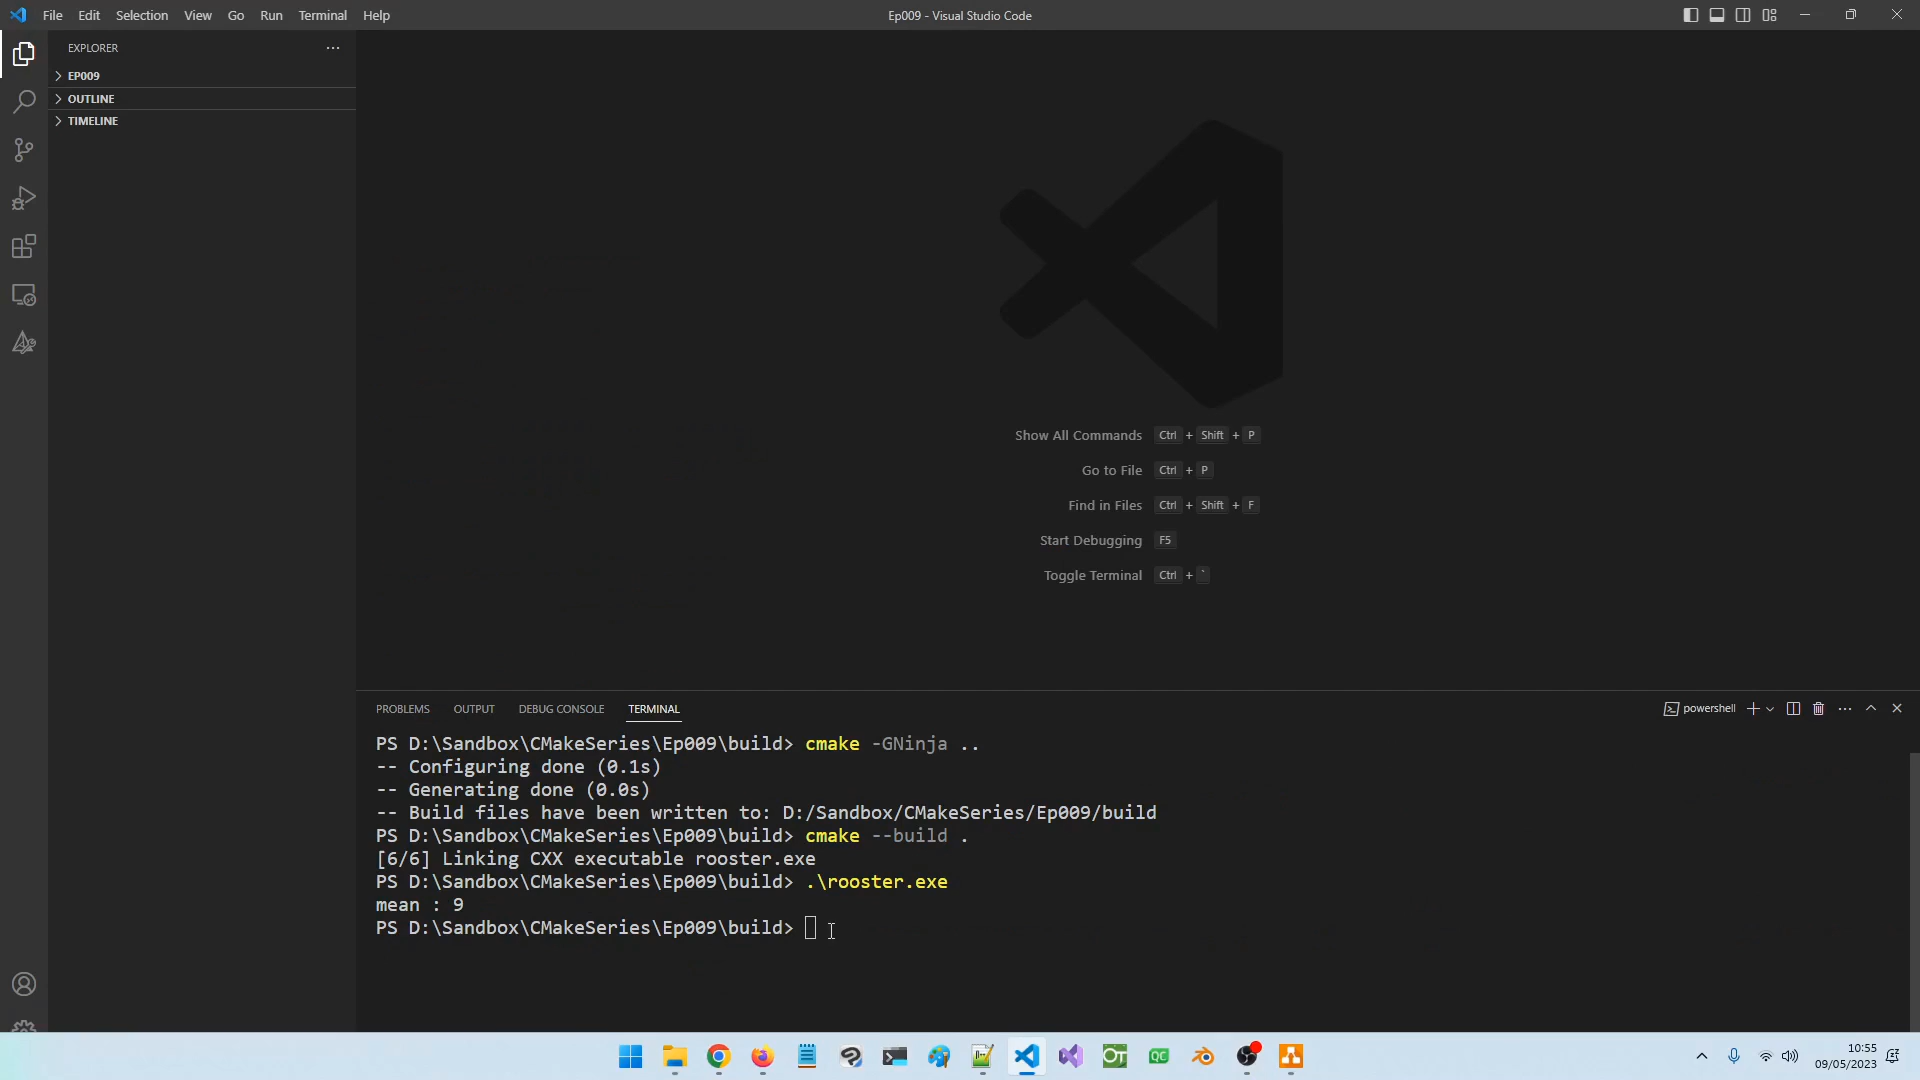 File Edit Selection View Go Run Terminal Help
Ep009 - Visual Studio Code
EXPLORER
EP009
OUTLINE
TIMELINE
Show All Commands Ctrl + Shift + P
Go to File Ctrl + P
Find in Files Ctrl + Shift + F
Start Debugging F5
Toggle Terminal Ctrl + `
PROBLEMS OUTPUT DEBUG CONSOLE TERMINAL
powershell
PS D:\Sandbox\CMakeSeries\Ep009\build> cmake -GNinja ..
-- Configuring done (0.1s)
-- Generating done (0.0s)
-- Build files have been written to: D:/Sandbox/CMakeSeries/Ep009/build
PS D:\Sandbox\CMakeSeries\Ep009\build> cmake --build .
[6/6] Linking CXX executable rooster.exe
PS D:\Sandbox\CMakeSeries\Ep009\build> .\rooster.exe
mean : 9
PS D:\Sandbox\CMakeSeries\Ep009\build>
OT
QC
10:55
09/05/2023